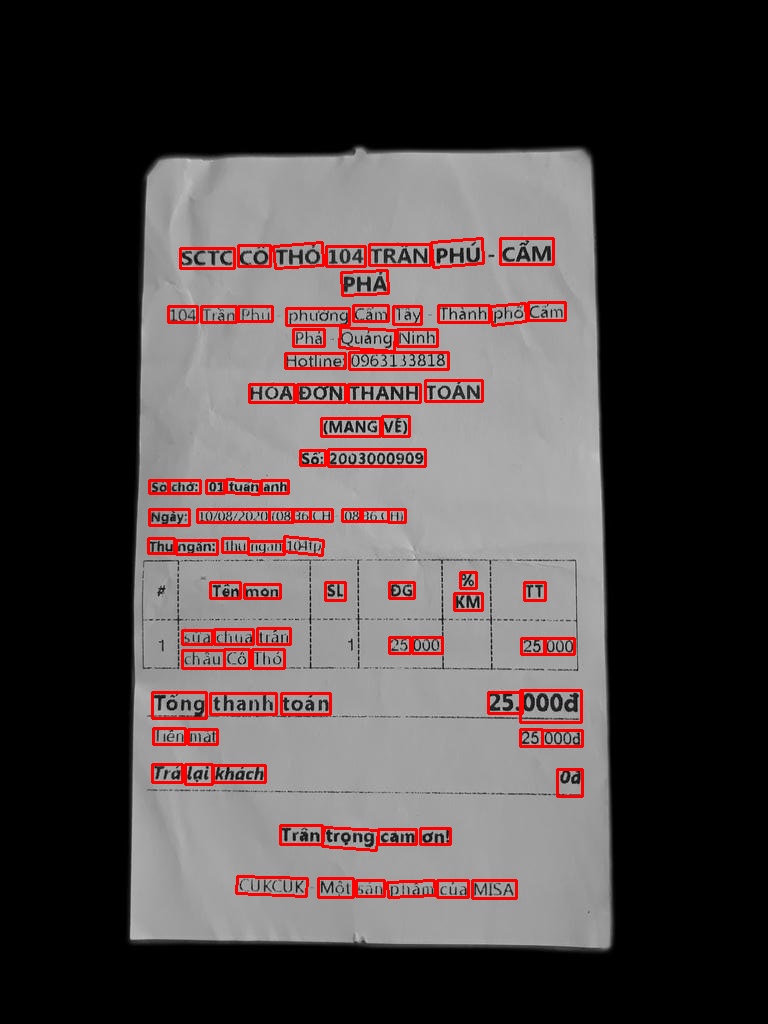 SCTC CÔ THỎ 104 TRẦN PHÚ - CẨM
PHẢ
104 Trần Phú - phường Cẩm Tây - Thành phố Cẩm
Phả - Quảng Ninh
Hotline: 0963133818
HÓA ĐƠN THANH TOÁN
(MANG VỀ)
Số: 2003000909
Số chờ: 01 tuấn anh
Ngày: 10/08/2020 (08:36 CH - 08:36 CH)
Thu ngân: thu ngân 104tp
# Tên món SL ĐG % KM TT
1 sữa chua trân châu Cô Thỏ 1 25.000 25.000
Tổng thanh toán 25.000đ
Tiền mặt 25.000đ
Trả lại khách 0đ
Trân trọng cảm ơn!
CUKCUK - Một sản phẩm của MISA